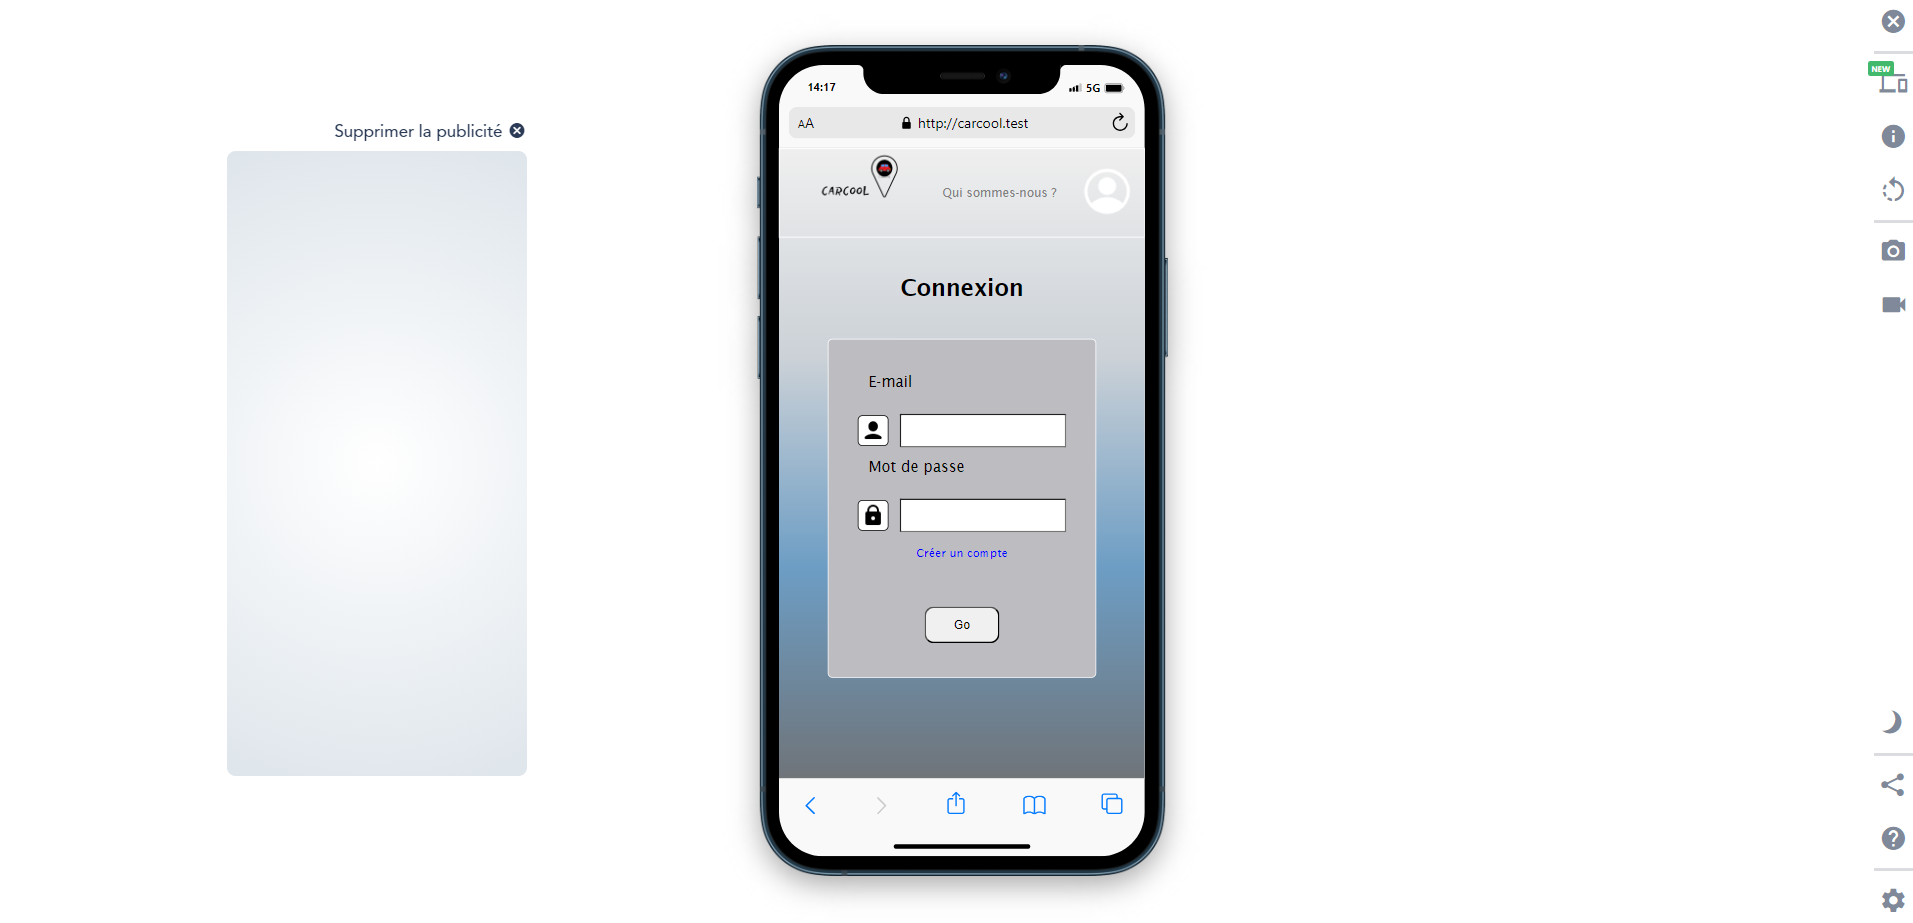 Supprimer la publicité
14:17
5G
AA
http://carcool.test
CARCOOL
Qui sommes-nous ?
Connexion
E-mail
Mot de passe
Créer un compte
Go
NEW